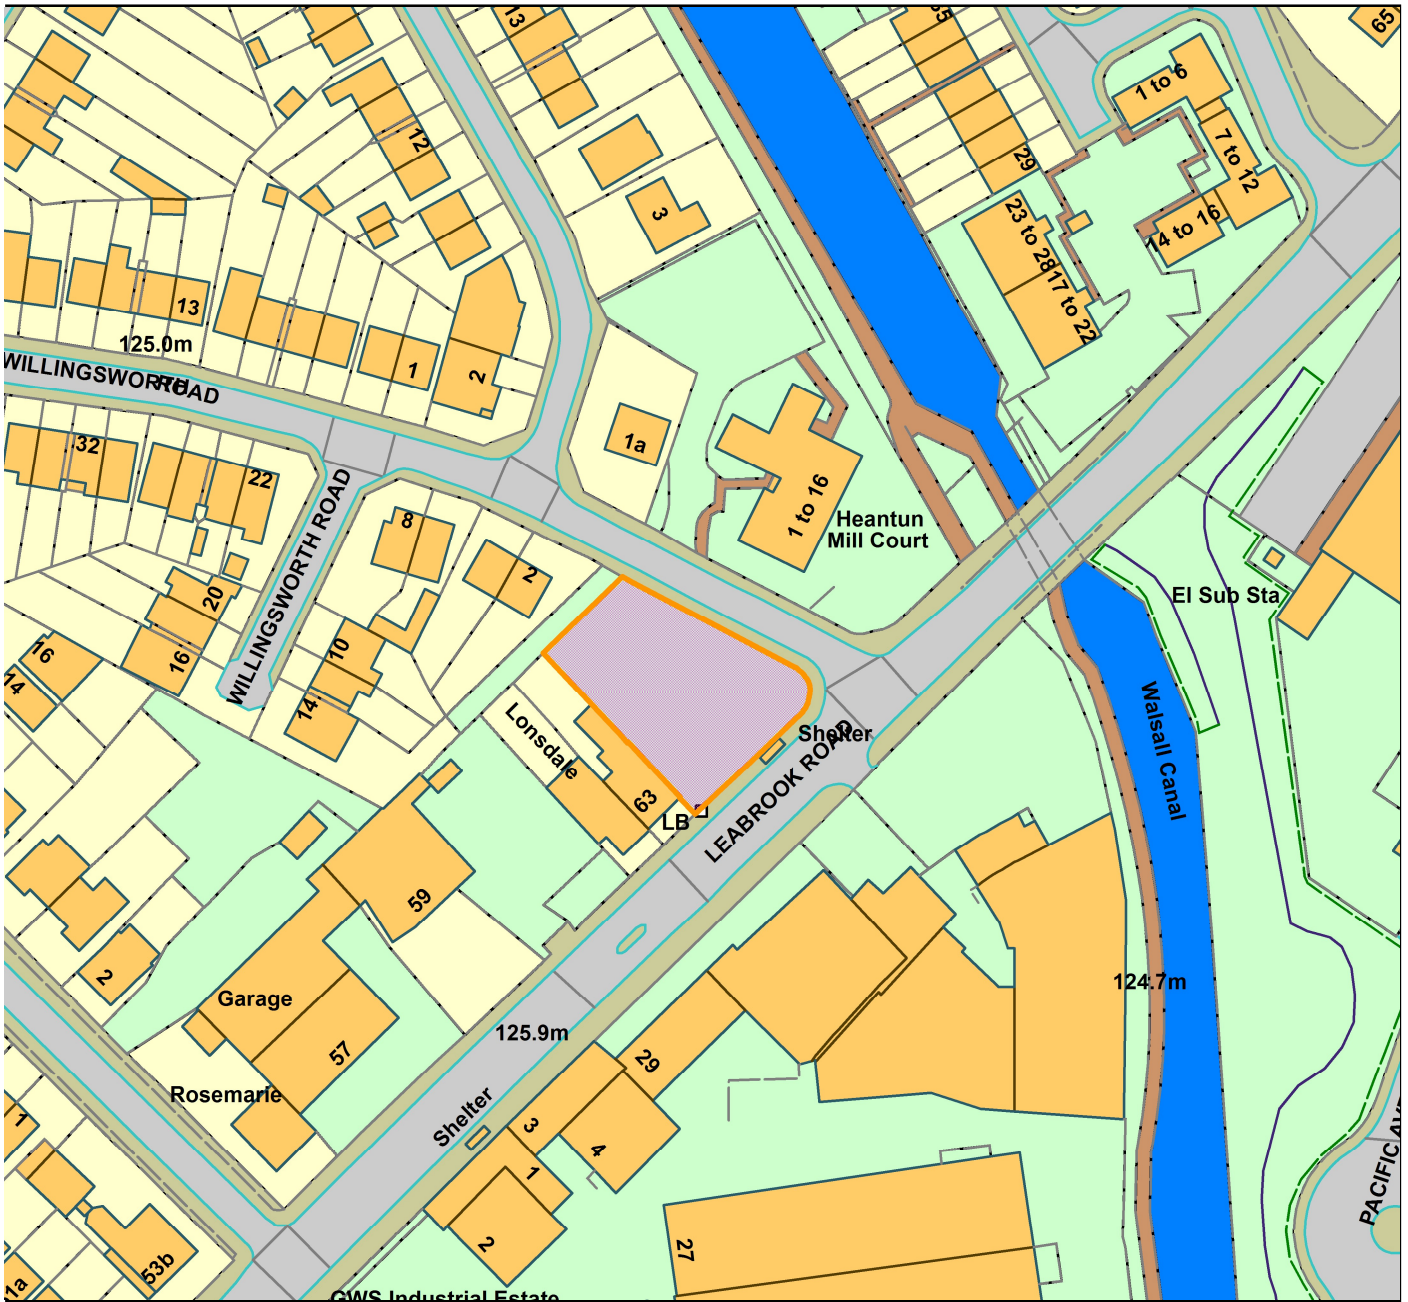 13
55
65
1 to 6
12
29
7 to 12
3
23 to 28
14 to 16
17 to 22
13
125.0m
WILLINGSWORTH
ROAD
1
2
1a
32
22
8
1 to 16
Heantun
Mill Court
2
El Sub Sta
20
WILLINGSWORTH ROAD
10
16
16
14
14
Lonsdale
Shelter
Walsall Canal
63
LB
LEABROOK ROAD
59
2
124.7m
Garage
125.9m
57
29
Rosemarie
Shelter
3
4
1
1
2
27
PACIFIC AVE
53b
1a
GWS Industrial Estate